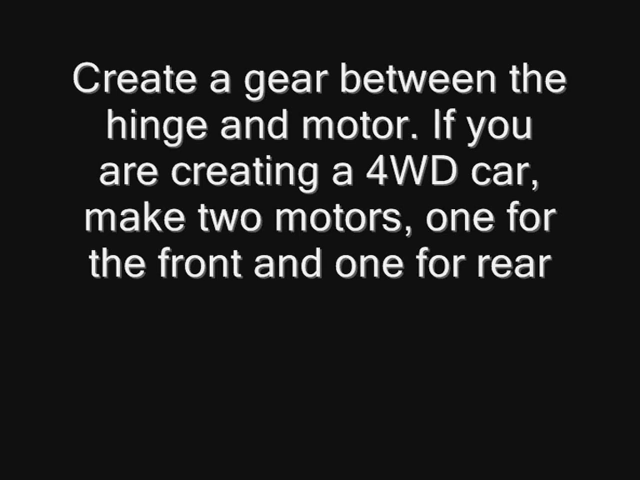 Create a gear between the
hinge and motor. If you
are creating a 4WD car,
make two motors, one for
the front and one for rear